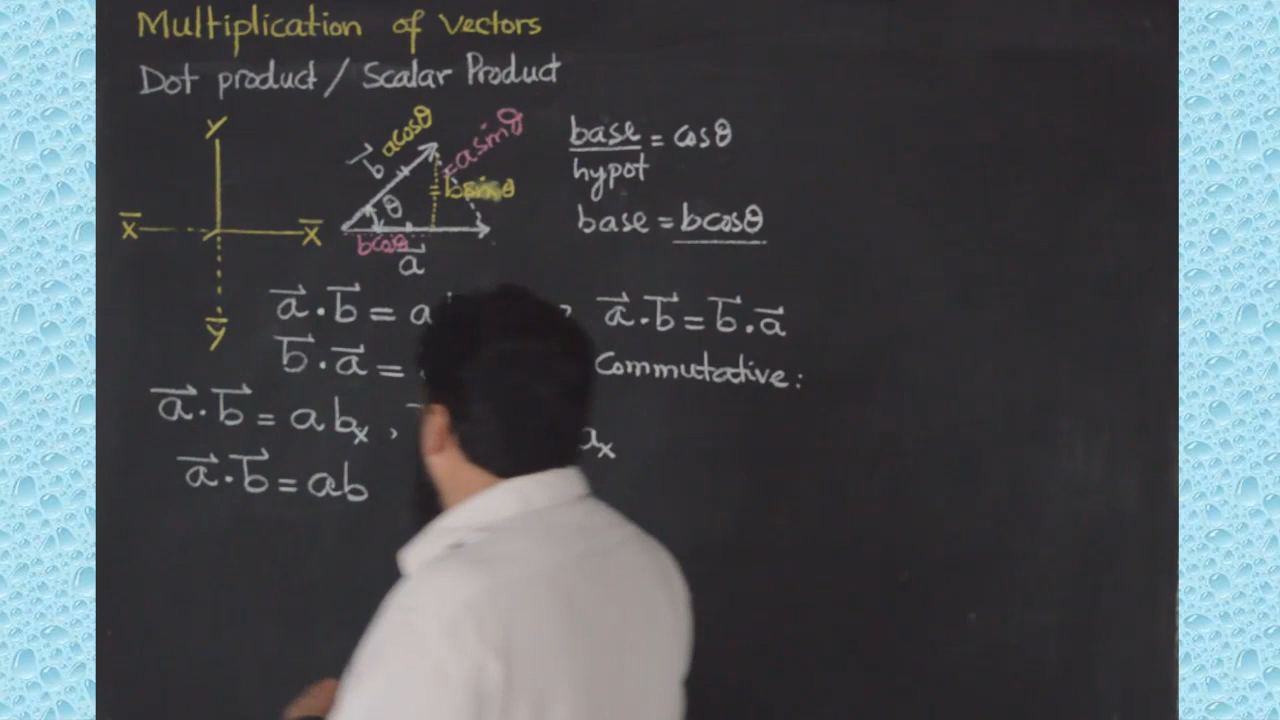 Multiplication of Vectors
Dot product / Scalar Product
Y
X̅
X
Y̅
b⃗
acosθ
asinθ
bsinθ
θ
bcosθ
a⃗
base/hypot = cosθ
base = bcosθ
a⃗.b⃗ = a , a⃗.b⃗ = b⃗.a⃗
b⃗.a⃗ = Commutative:
a⃗.b⃗ = abₓ , aₓ
a⃗.b⃗ = ab